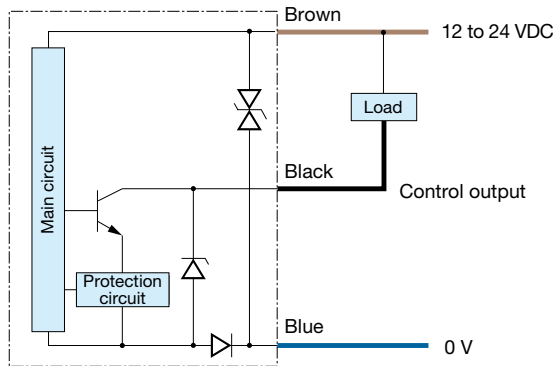 Brown
12 to 24 VDC
Load
Main circuit
Black
Control output
Protection
circuit
Blue
0 V